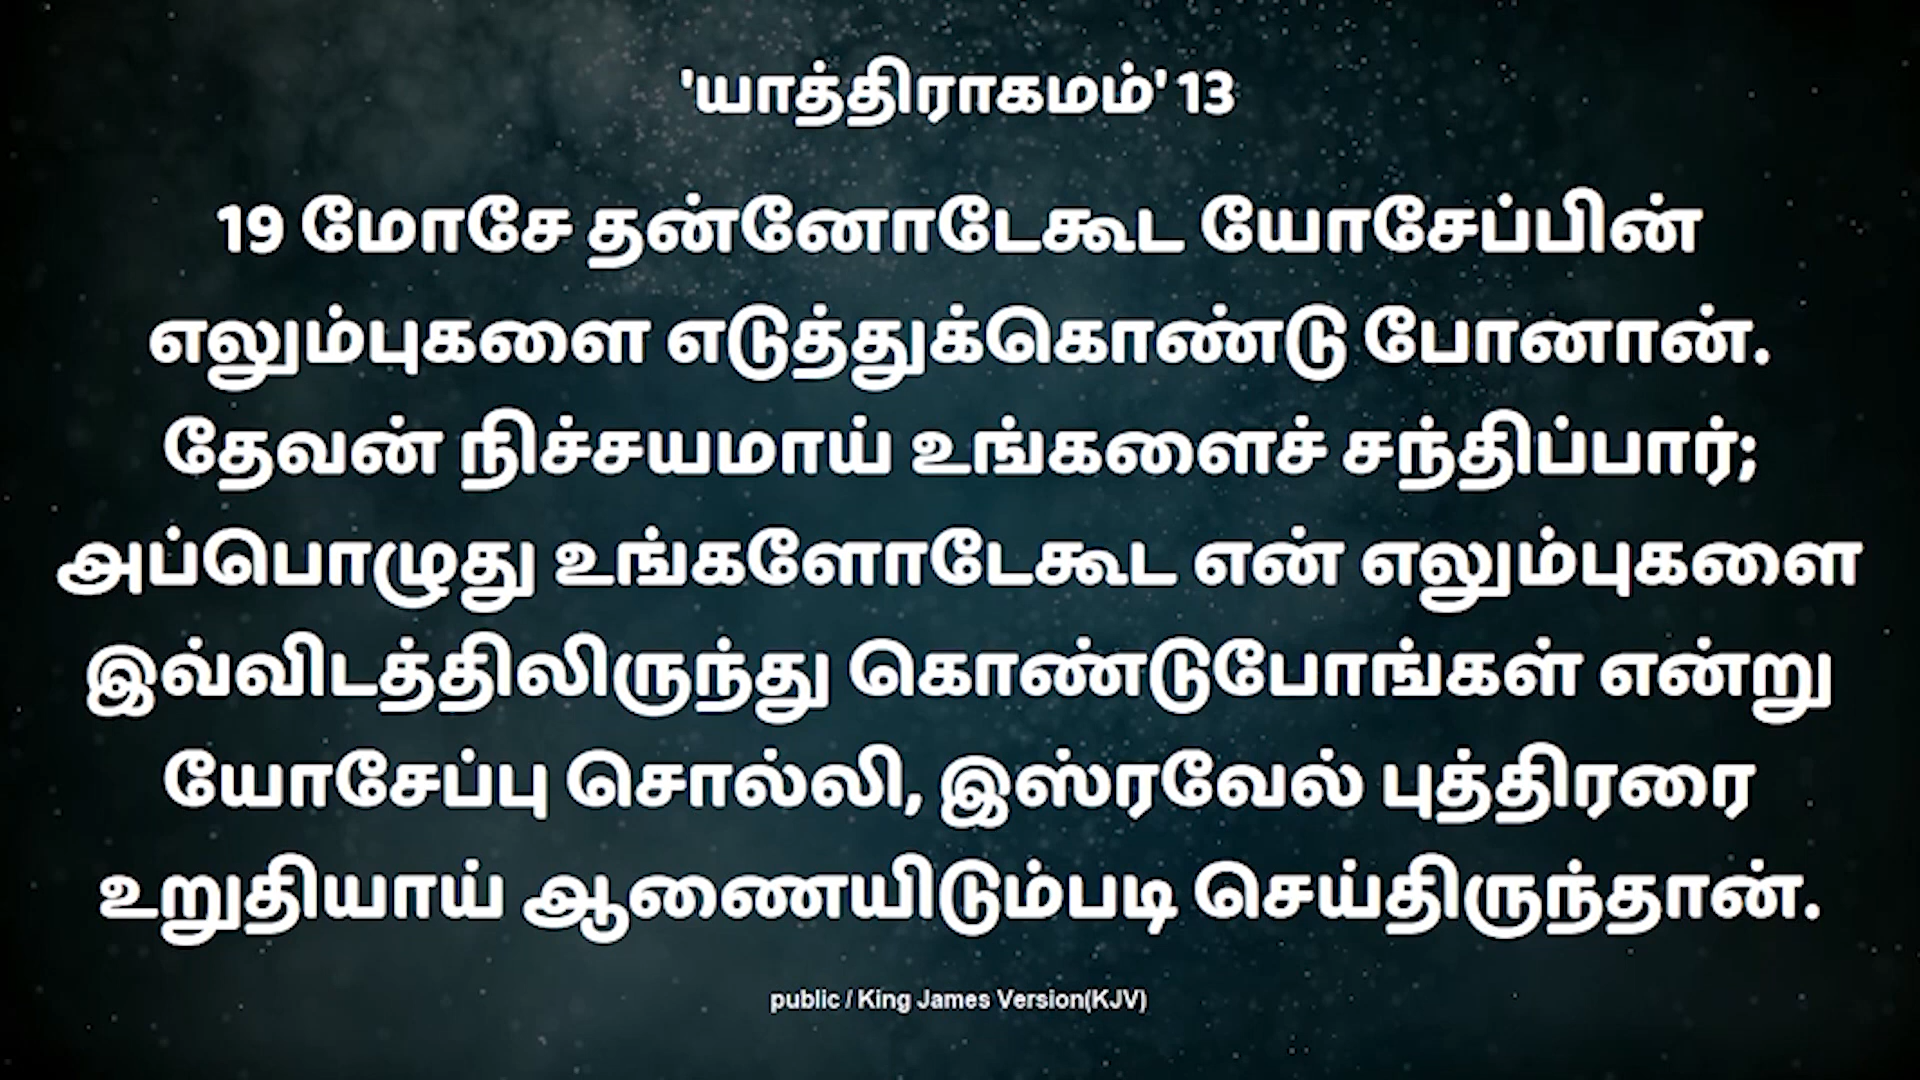 'யாத்திராகமம்' 13
19 மோசே தன்னோடேகூட யோசேப்பின்
எலும்புகளை எடுத்துக்கொண்டு போனான்.
தேவன் நிச்சயமாய் உங்களைச் சந்திப்பார்;
அப்பொழுது உங்களோடேகூட என் எலும்புகளை
இவ்விடத்திலிருந்து கொண்டுபோங்கள் என்று
யோசேப்பு சொல்லி, இஸ்ரவேல் புத்திரரை
உறுதியாய் ஆணையிடும்படி செய்திருந்தான்.
public / King James Version(KJV)